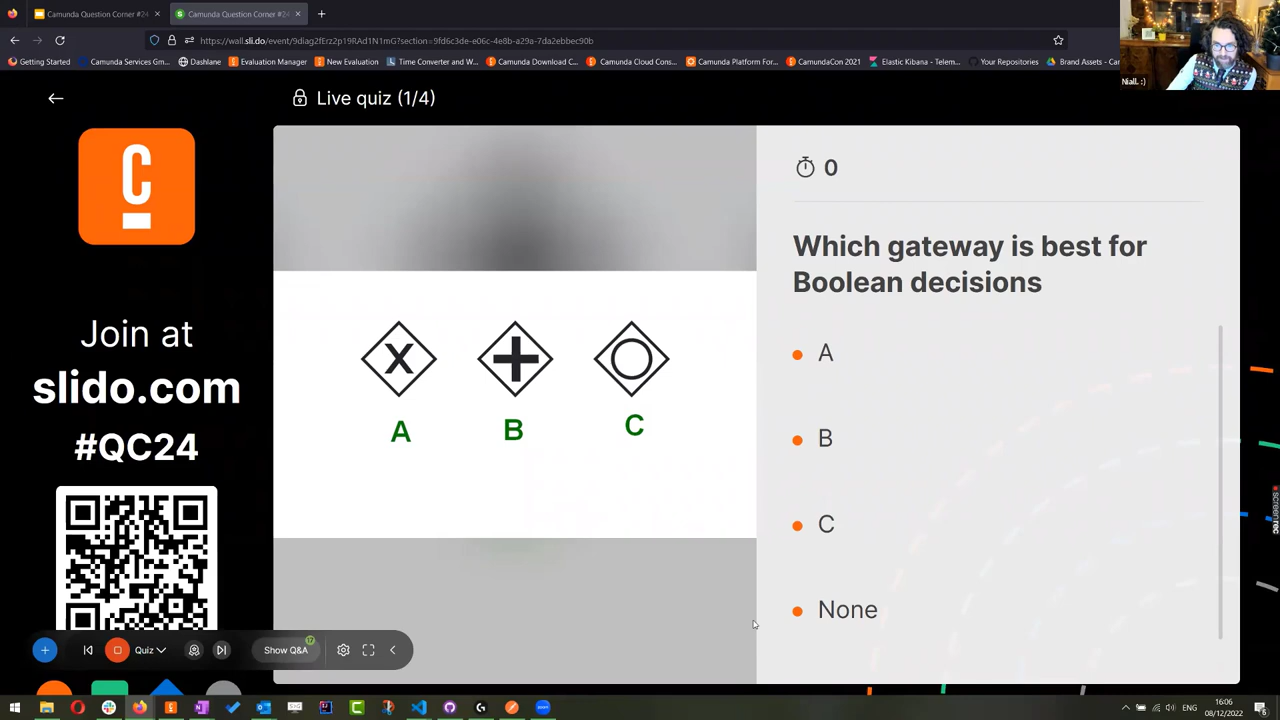 Camunda Question Corner #24
Camunda Question Corner #24
https://wall.sli.do/event/9diag2fErz2p19RAd1N1mG?section=9fd6c3de-e06c-4e8b-a29a-7da2ebbec90b
Getting Started
Camunda Services Gm...
Dashlane
Evaluation Manager
New Evaluation
Time Converter and W...
Camunda Download C...
Camunda Cloud Cons...
Camunda Platform For...
CamundaCon 2021
Elastic Kibana - Telem...
Your Repositories
Brand Assets - Ca
Niall. :)
Live quiz (1/4)
C
0
Which gateway is best for
Boolean decisions
X
A
B
C
A
B
C
None
Join at
slido.com
#QC24
Quiz
Show Q&A
17
screenrec
ENG
16:06
08/12/2022
6